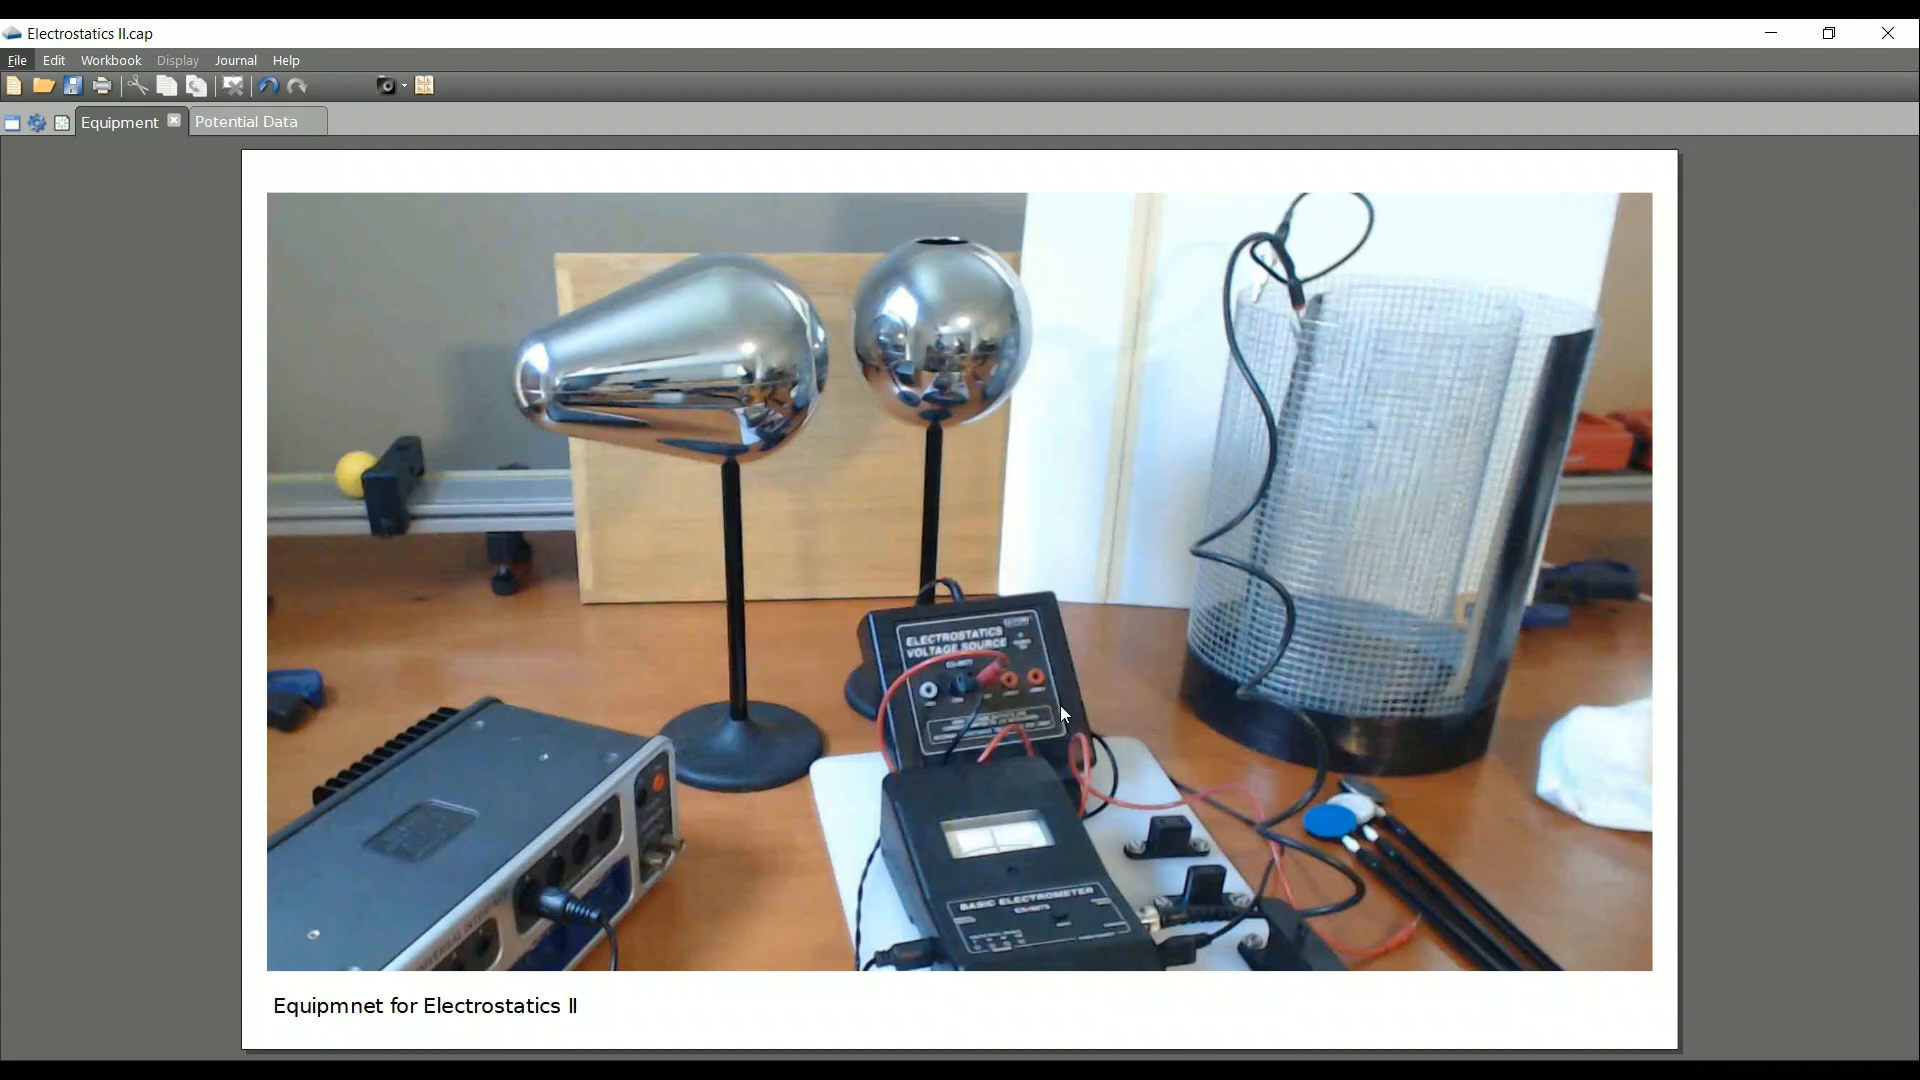 Electrostatics II.cap
File Edit Workbook Display Journal Help
Equipment Potential Data
ELECTROSTATICS
VOLTAGE SOURCE
BASIC ELECTROMETER
Equipmnet for Electrostatics II